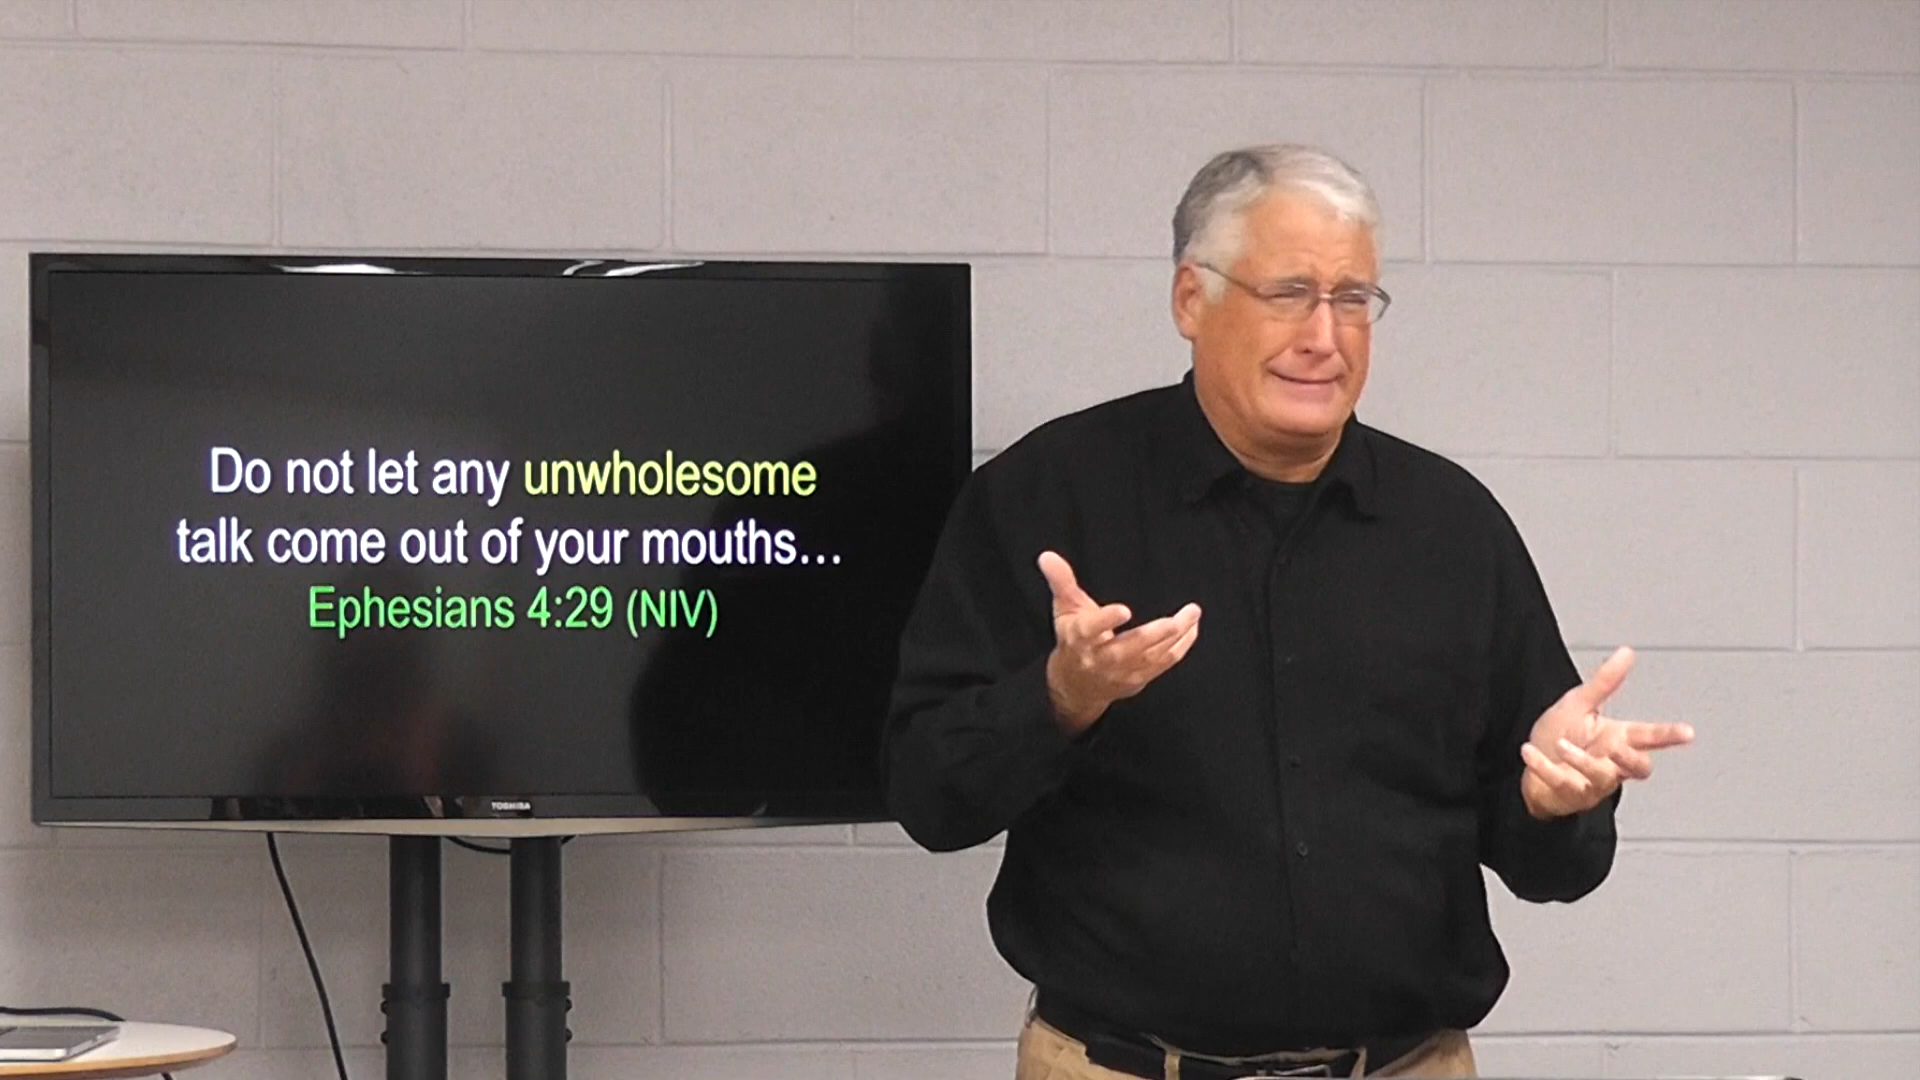 Do not let any unwholesome
talk come out of your mouths…
Ephesians 4:29 (NIV)
TOSHIBA